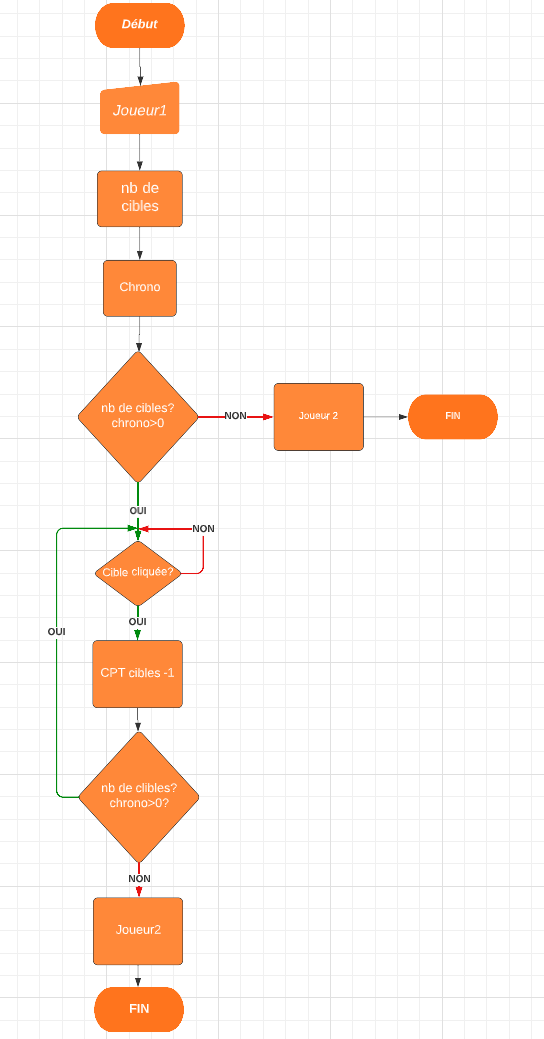 Début
Joueur1
nb de
cibles
Chrono
nb de cibles?
chrono>0
NON
Joueur 2
FIN
OUI
NON
Cible cliquée?
OUI
OUI
CPT cibles -1
nb de clibles?
chrono>0?
NON
Joueur2
FIN